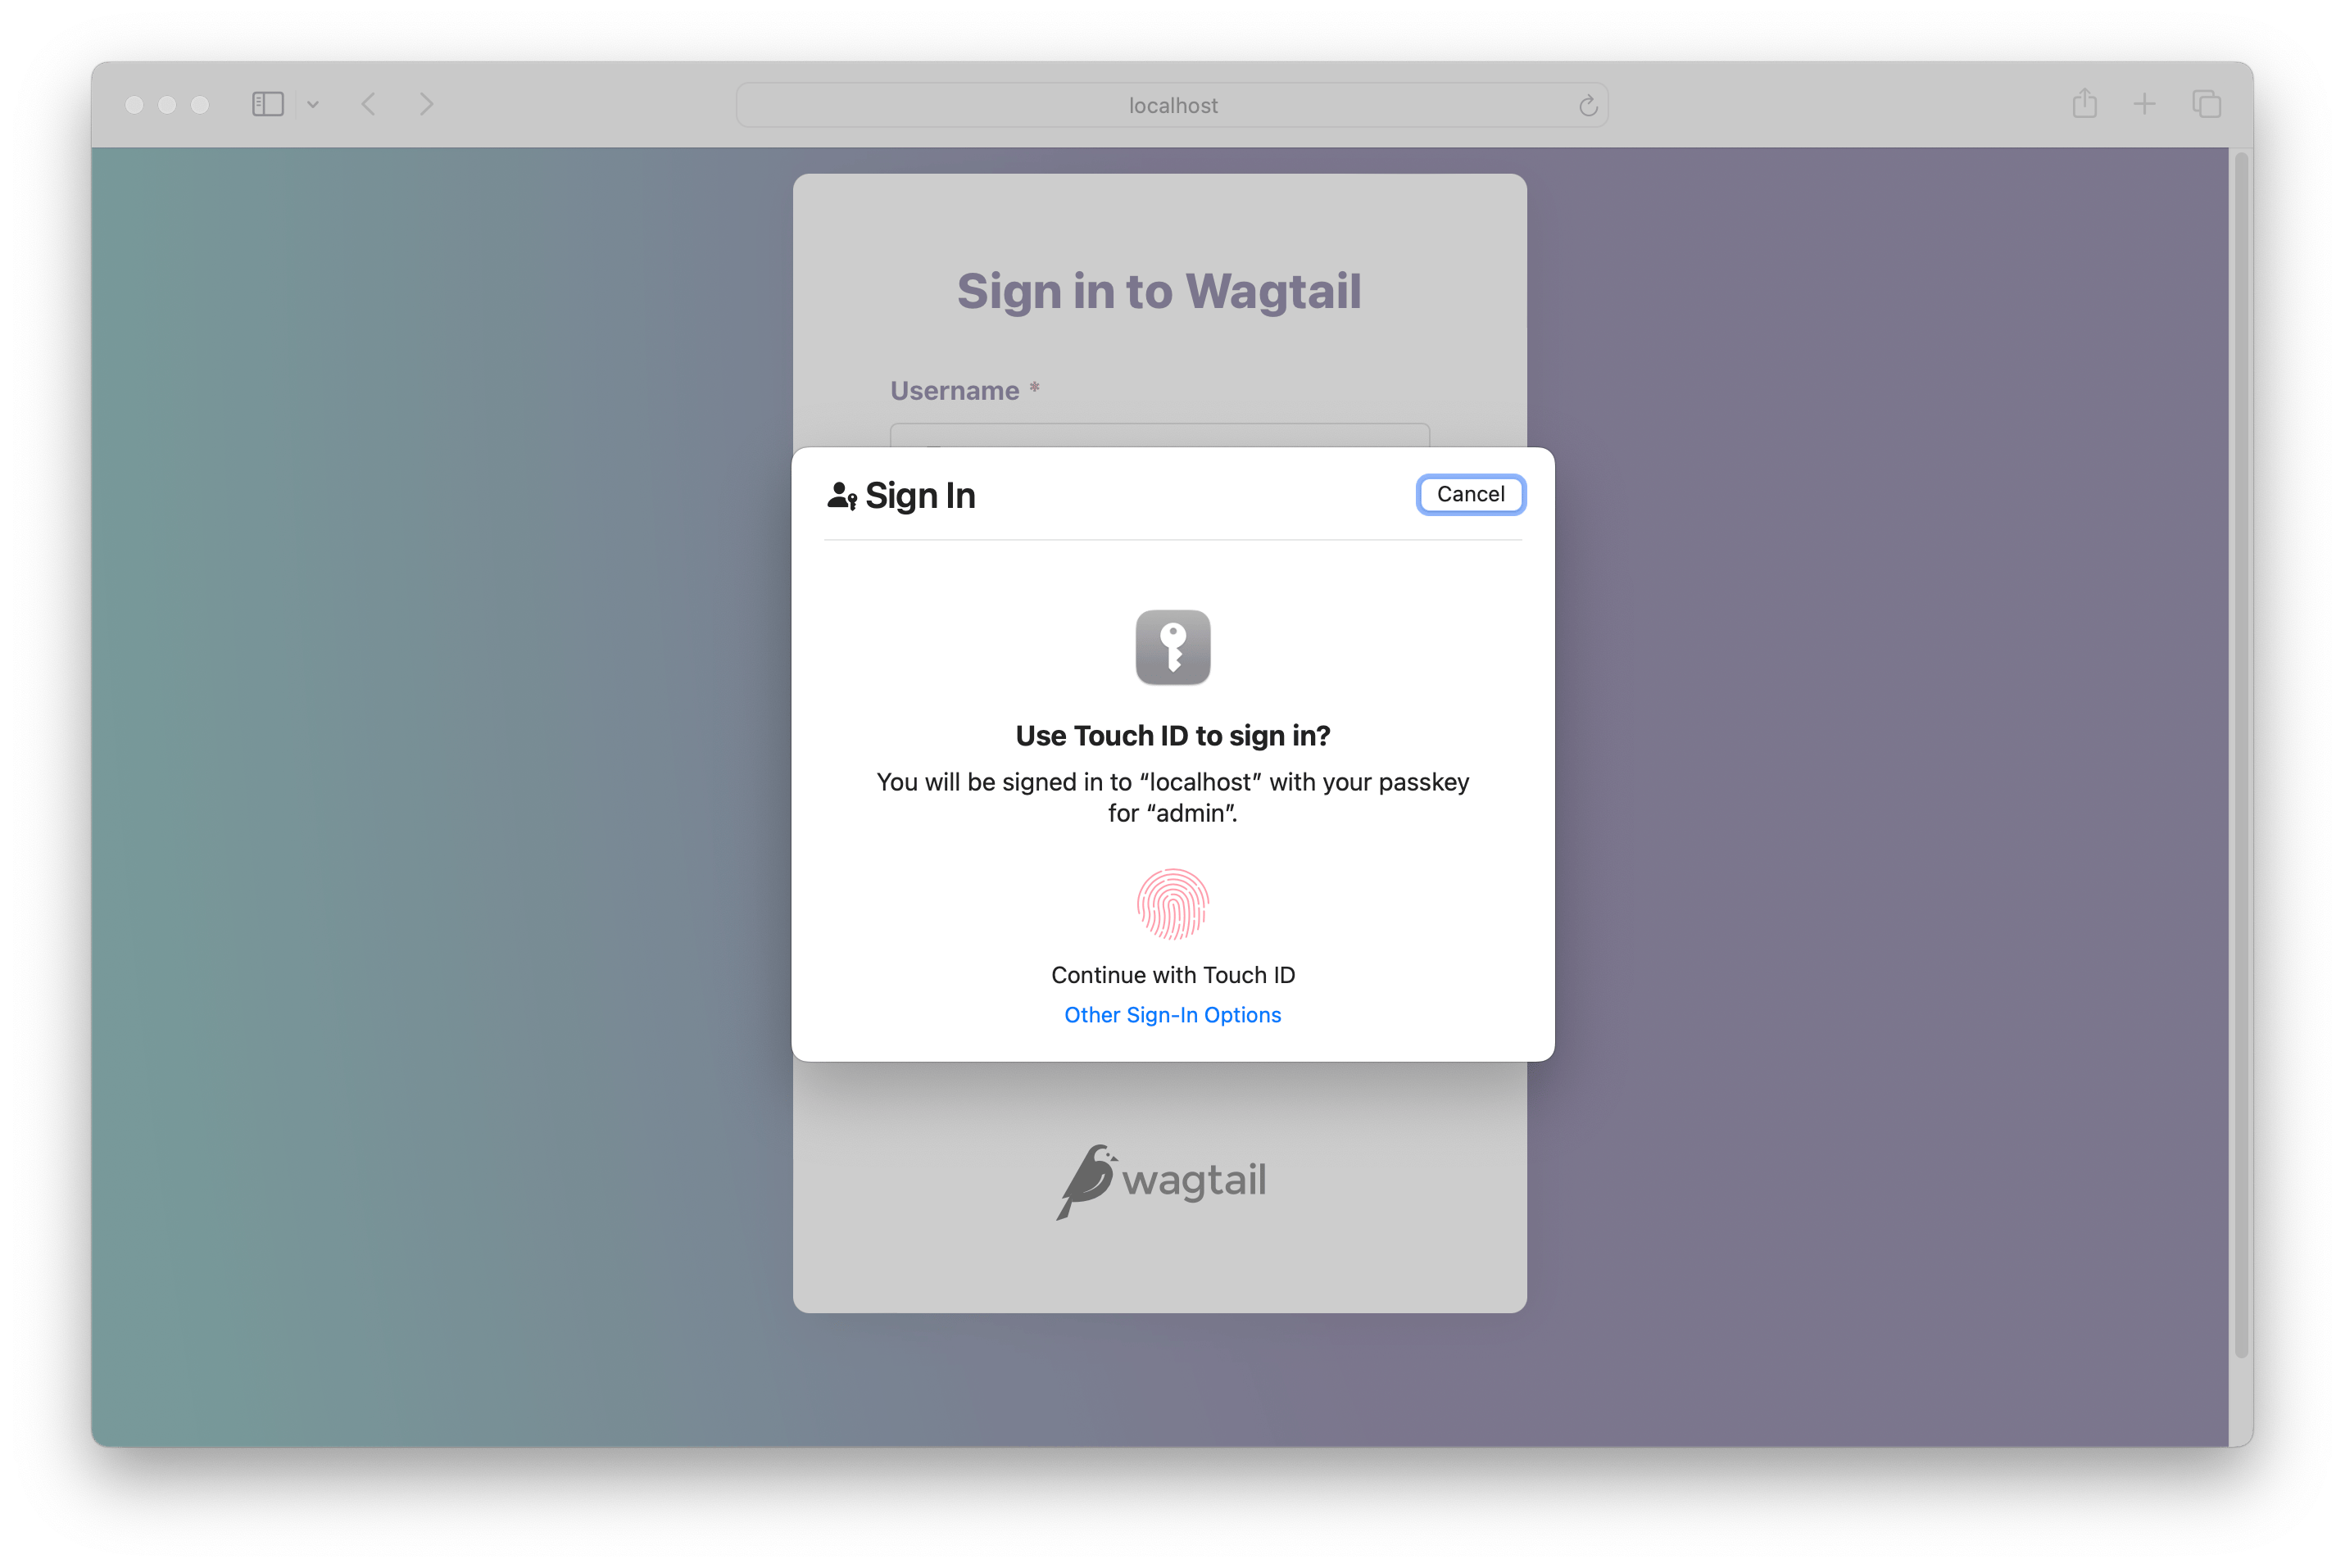 localhost
Sign in to Wagtail
Username *
Sign In
Cancel
Use Touch ID to sign in?
You will be signed in to “localhost” with your passkey
for “admin”.
Continue with Touch ID
Other Sign-In Options
wagtail